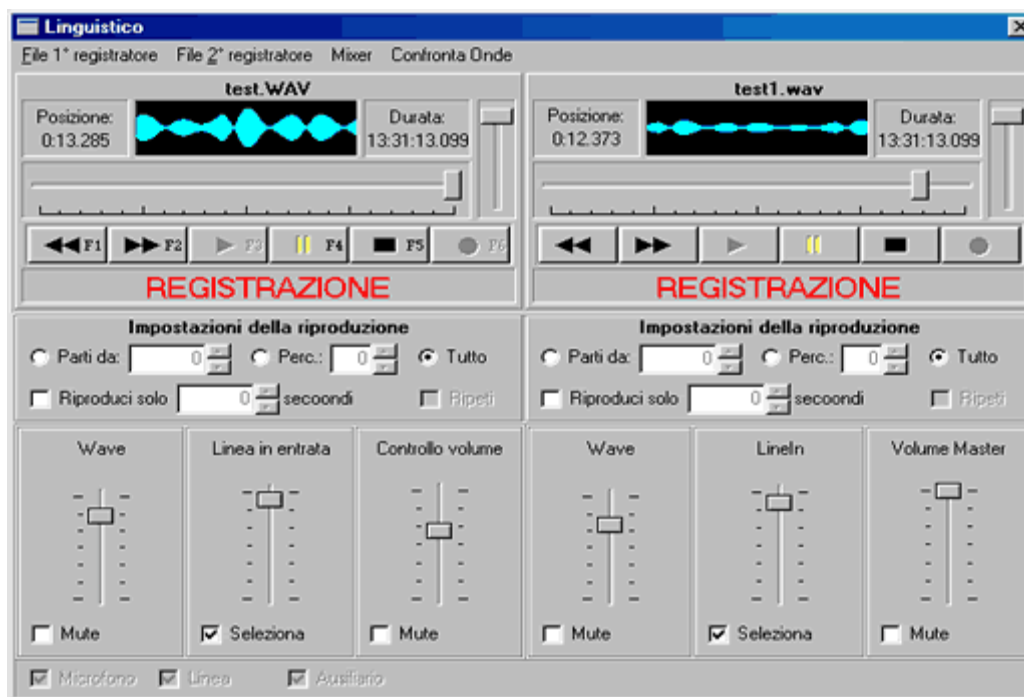 Linguistico
File 1° registratore File 2° registratore Mixer Confronta Onde
test.WAV
Posizione:
0:13.285
Durata:
13:31:13.099
F1 F2 F3 F4 F5 F6
REGISTRAZIONE
Impostazioni della riproduzione
Parti da: 0 Perc.: 0 Tutto
Riproduci solo 0 secoondi Ripeti
test1.wav
Posizione:
0:12.373
Durata:
13:31:13.099
REGISTRAZIONE
Impostazioni della riproduzione
Parti da: 0 Perc.: 0 Tutto
Riproduci solo 0 secoondi Ripeti
Wave Linea in entrata Controllo volume Wave LineIn Volume Master
Mute Seleziona Mute Mute Seleziona Mute
Microfono Linea Ausiliario